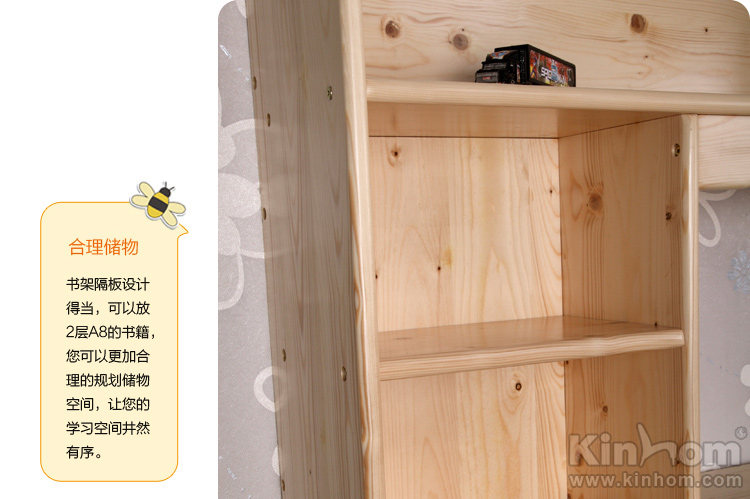 合理储物
书架隔板设计
得当，可以放
2层A8的书籍，
您可以更加合
理的规划储物
空间，让您的
学习空间井然
有序。
Kinhom
www.kinhom.com